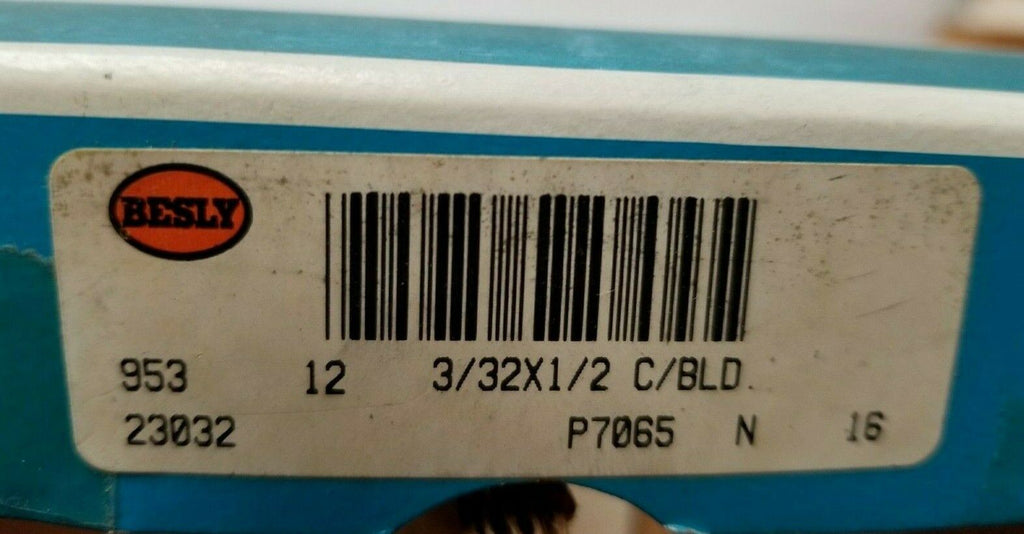 BESLY
953 12 3/32X1/2 C/BLD.
23032 P7065 N 16